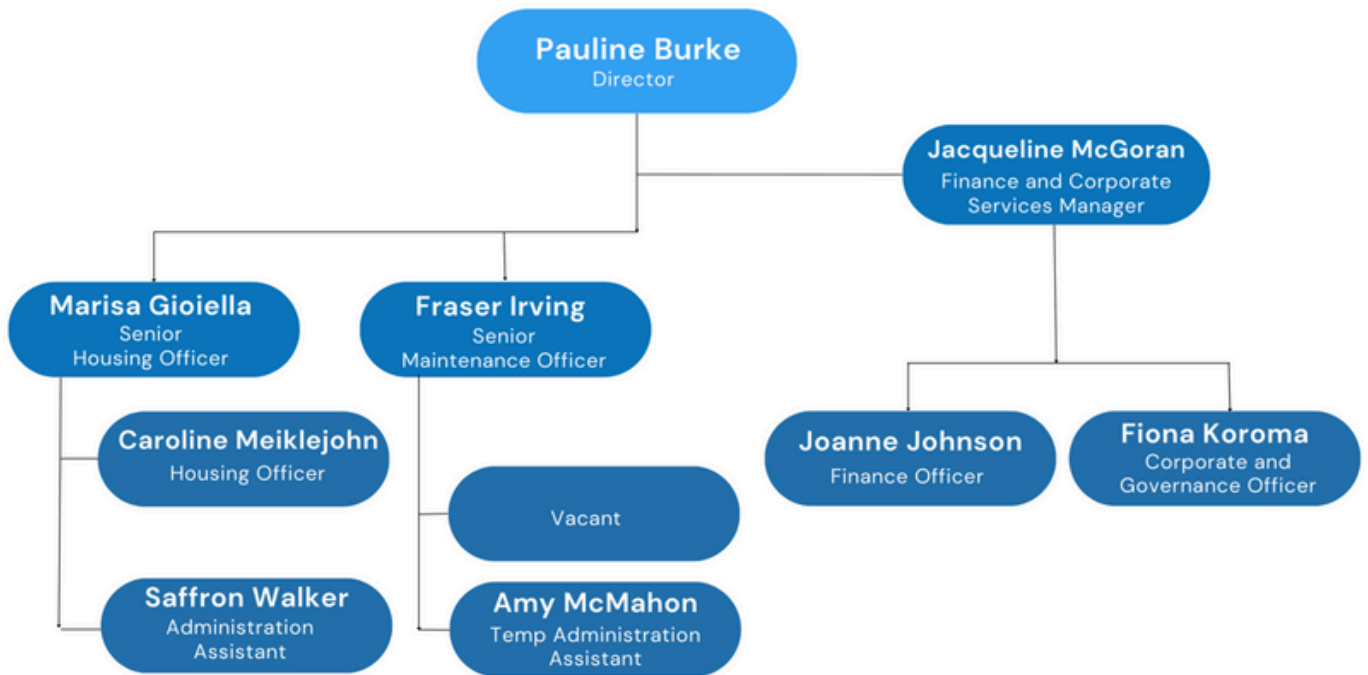 Pauline Burke
Director
Jacqueline McGoran
Finance and Corporate
Services Manager
Marisa Gioiella
Senior
Housing Officer
Fraser Irving
Senior
Maintenance Officer
Caroline Meiklejohn
Housing Officer
Joanne Johnson
Finance Officer
Fiona Koroma
Corporate and
Governance Officer
Vacant
Saffron Walker
Administration
Assistant
Amy McMahon
Temp Administration
Assistant